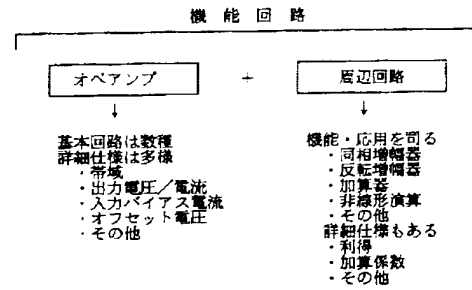 機能回路
オペアンプ + 周辺回路
↓ ↓
基本回路は数種
詳細仕様は多様
・帯域
・出力電圧／電流
・入力バイアス電流
・オフセット電圧
・その他
機能・応用を司る
・同相増幅器
・反転増幅器
・加算器
・非線形演算
・その他
詳細仕様もある
・利得
・加算係数
・その他